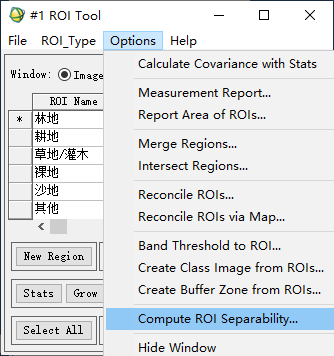 #1 ROI Tool
File ROI_Type Options Help
Calculate Covariance with Stats
Window: Imag
Measurement Report...
ROI Name
Report Area of ROIs...
* 林地
耕地
Merge Regions...
草地/灌木
Intersect Regions...
裸地
Reconcile ROIs...
沙地
Reconcile ROIs via Map...
其他
Band Threshold to ROI...
New Region
Create Class Image from ROIs...
Stats Grow
Create Buffer Zone from ROIs...
Compute ROI Separability...
Select All
Hide Window